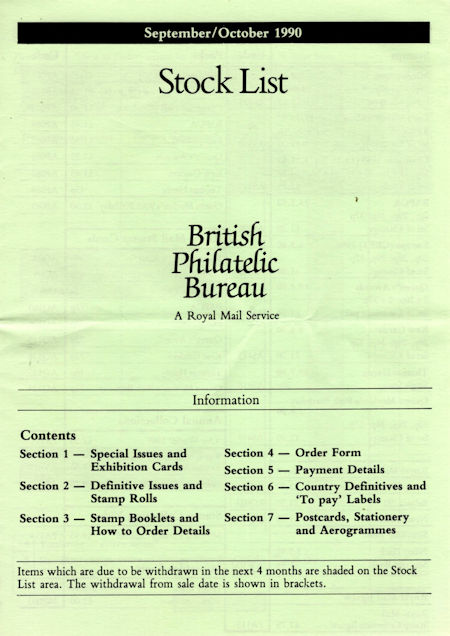 September/October 1990
Stock List
British
Philatelic
Bureau
A Royal Mail Service
Information
Contents
Section 1 — Special Issues and
Exhibition Cards
Section 2 — Definitive Issues and
Stamp Rolls
Section 3 — Stamp Booklets and
How to Order Details
Section 4 — Order Form
Section 5 — Payment Details
Section 6 — Country Definitives and
‘To pay’ Labels
Section 7 — Postcards, Stationery
and Aerogrammes
Items which are due to be withdrawn in the next 4 months are shaded on the Stock
List area. The withdrawal from sale date is shown in brackets.